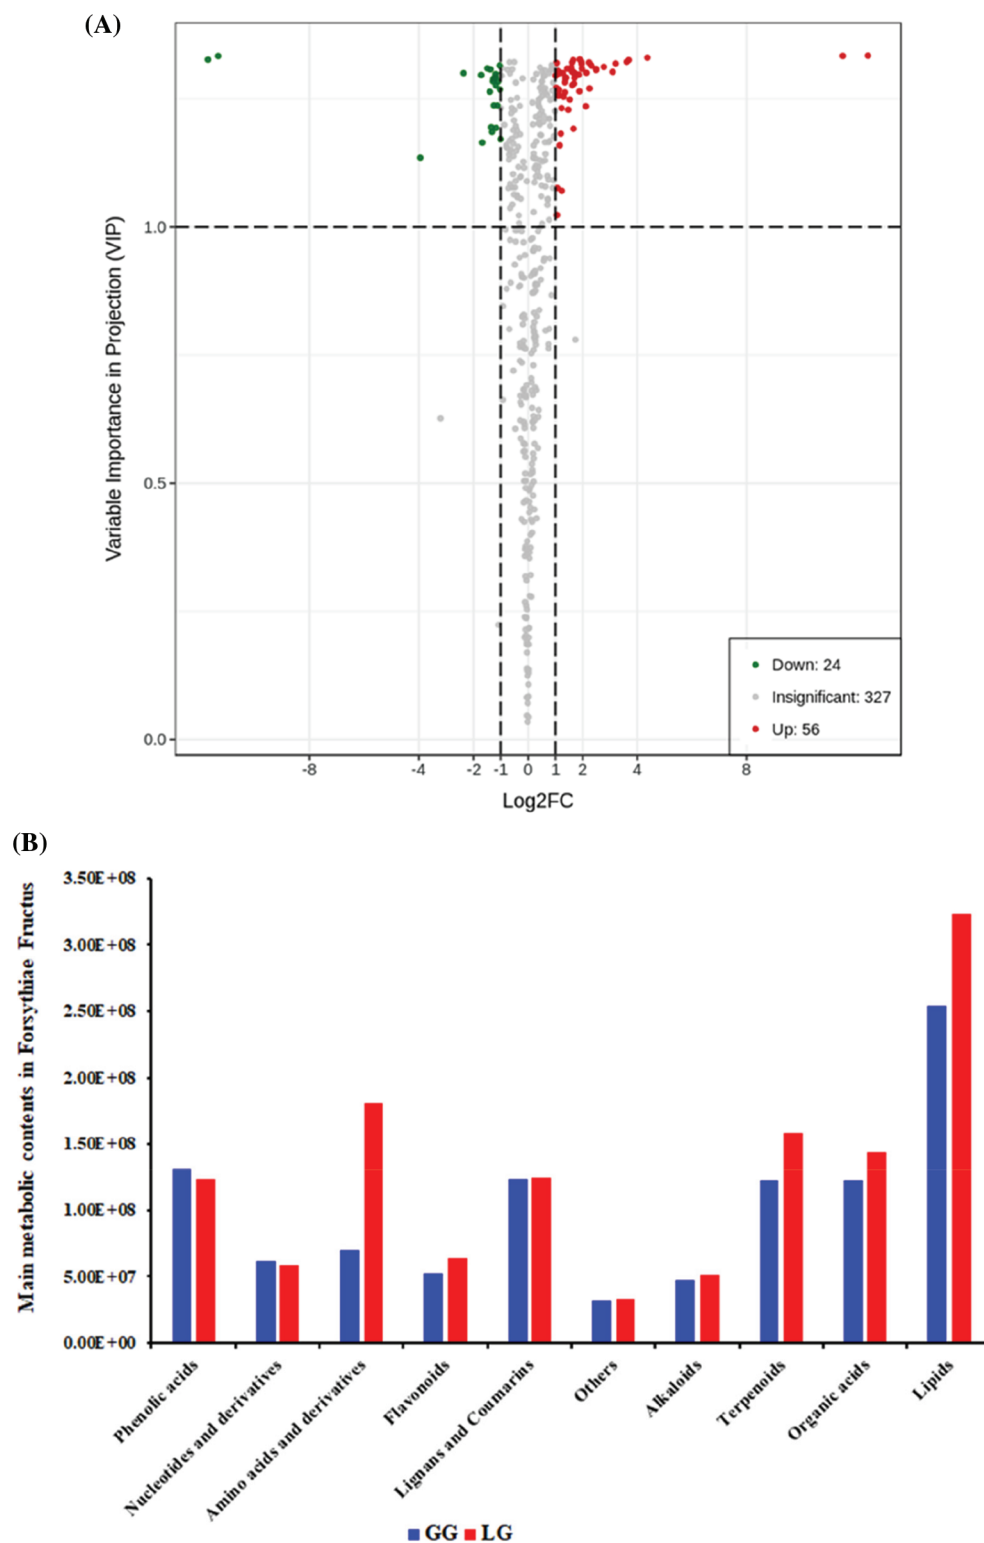 (A)
Variable Importance in Projection (VIP)
1.0
0.5
0.0
Down: 24
Insignificant: 327
Up: 56
-8 -4 -2 -1 0 1 2 4 8
Log2FC
(B)
Main metabolic contents in Forsythiae Fructus
3.50E+08
3.00E+08
2.50E+08
2.00E+08
1.50E+08
1.00E+08
5.00E+07
0.00E+00
Phenolic acids
Nucleotides and derivatives
Amino acids and derivatives
Flavonoids
Lignans and Coumarins
Others
Alkaloids
Terpenoids
Organic acids
Lipids
GG LG